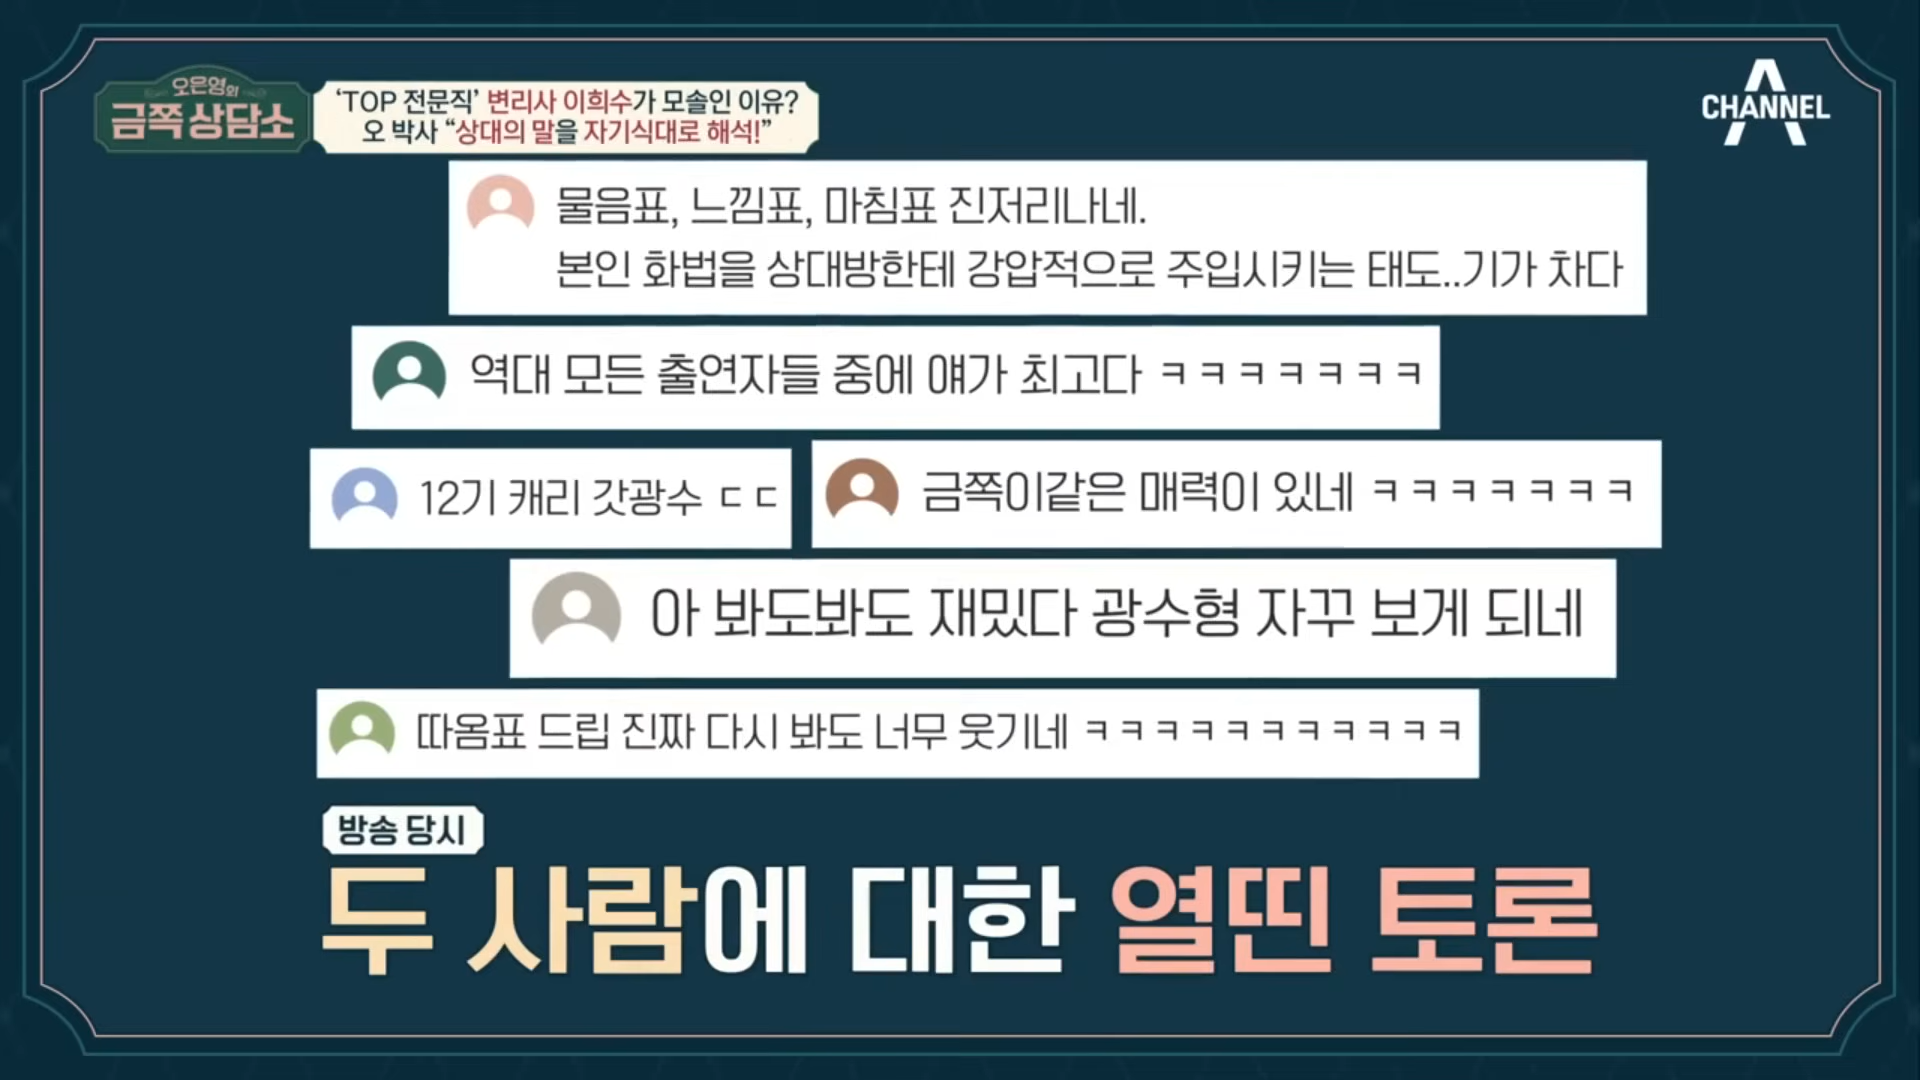 오은영의
금쪽 상담소
‘TOP 전문직’ 변리사 이희수가 모솔인 이유?
오 박사 “상대의 말을 자기식대로 해석!”
CHANNEL A
물음표, 느낌표, 마침표 진저리나네.
본인 화법을 상대방한테 강압적으로 주입시키는 태도..기가 차다
역대 모든 출연자들 중에 얘가 최고다 ㅋㅋㅋㅋㅋㅋㅋ
12기 캐리 갓광수 ㄷㄷ
금쪽이같은 매력이 있네 ㅋㅋㅋㅋㅋㅋㅋ
아 봐도봐도 재밌다 광수형 자꾸 보게 되네
따옴표 드립 진짜 다시 봐도 너무 웃기네 ㅋㅋㅋㅋㅋㅋㅋㅋㅋㅋㅋ
방송 당시
두 사람에 대한 열띤 토론